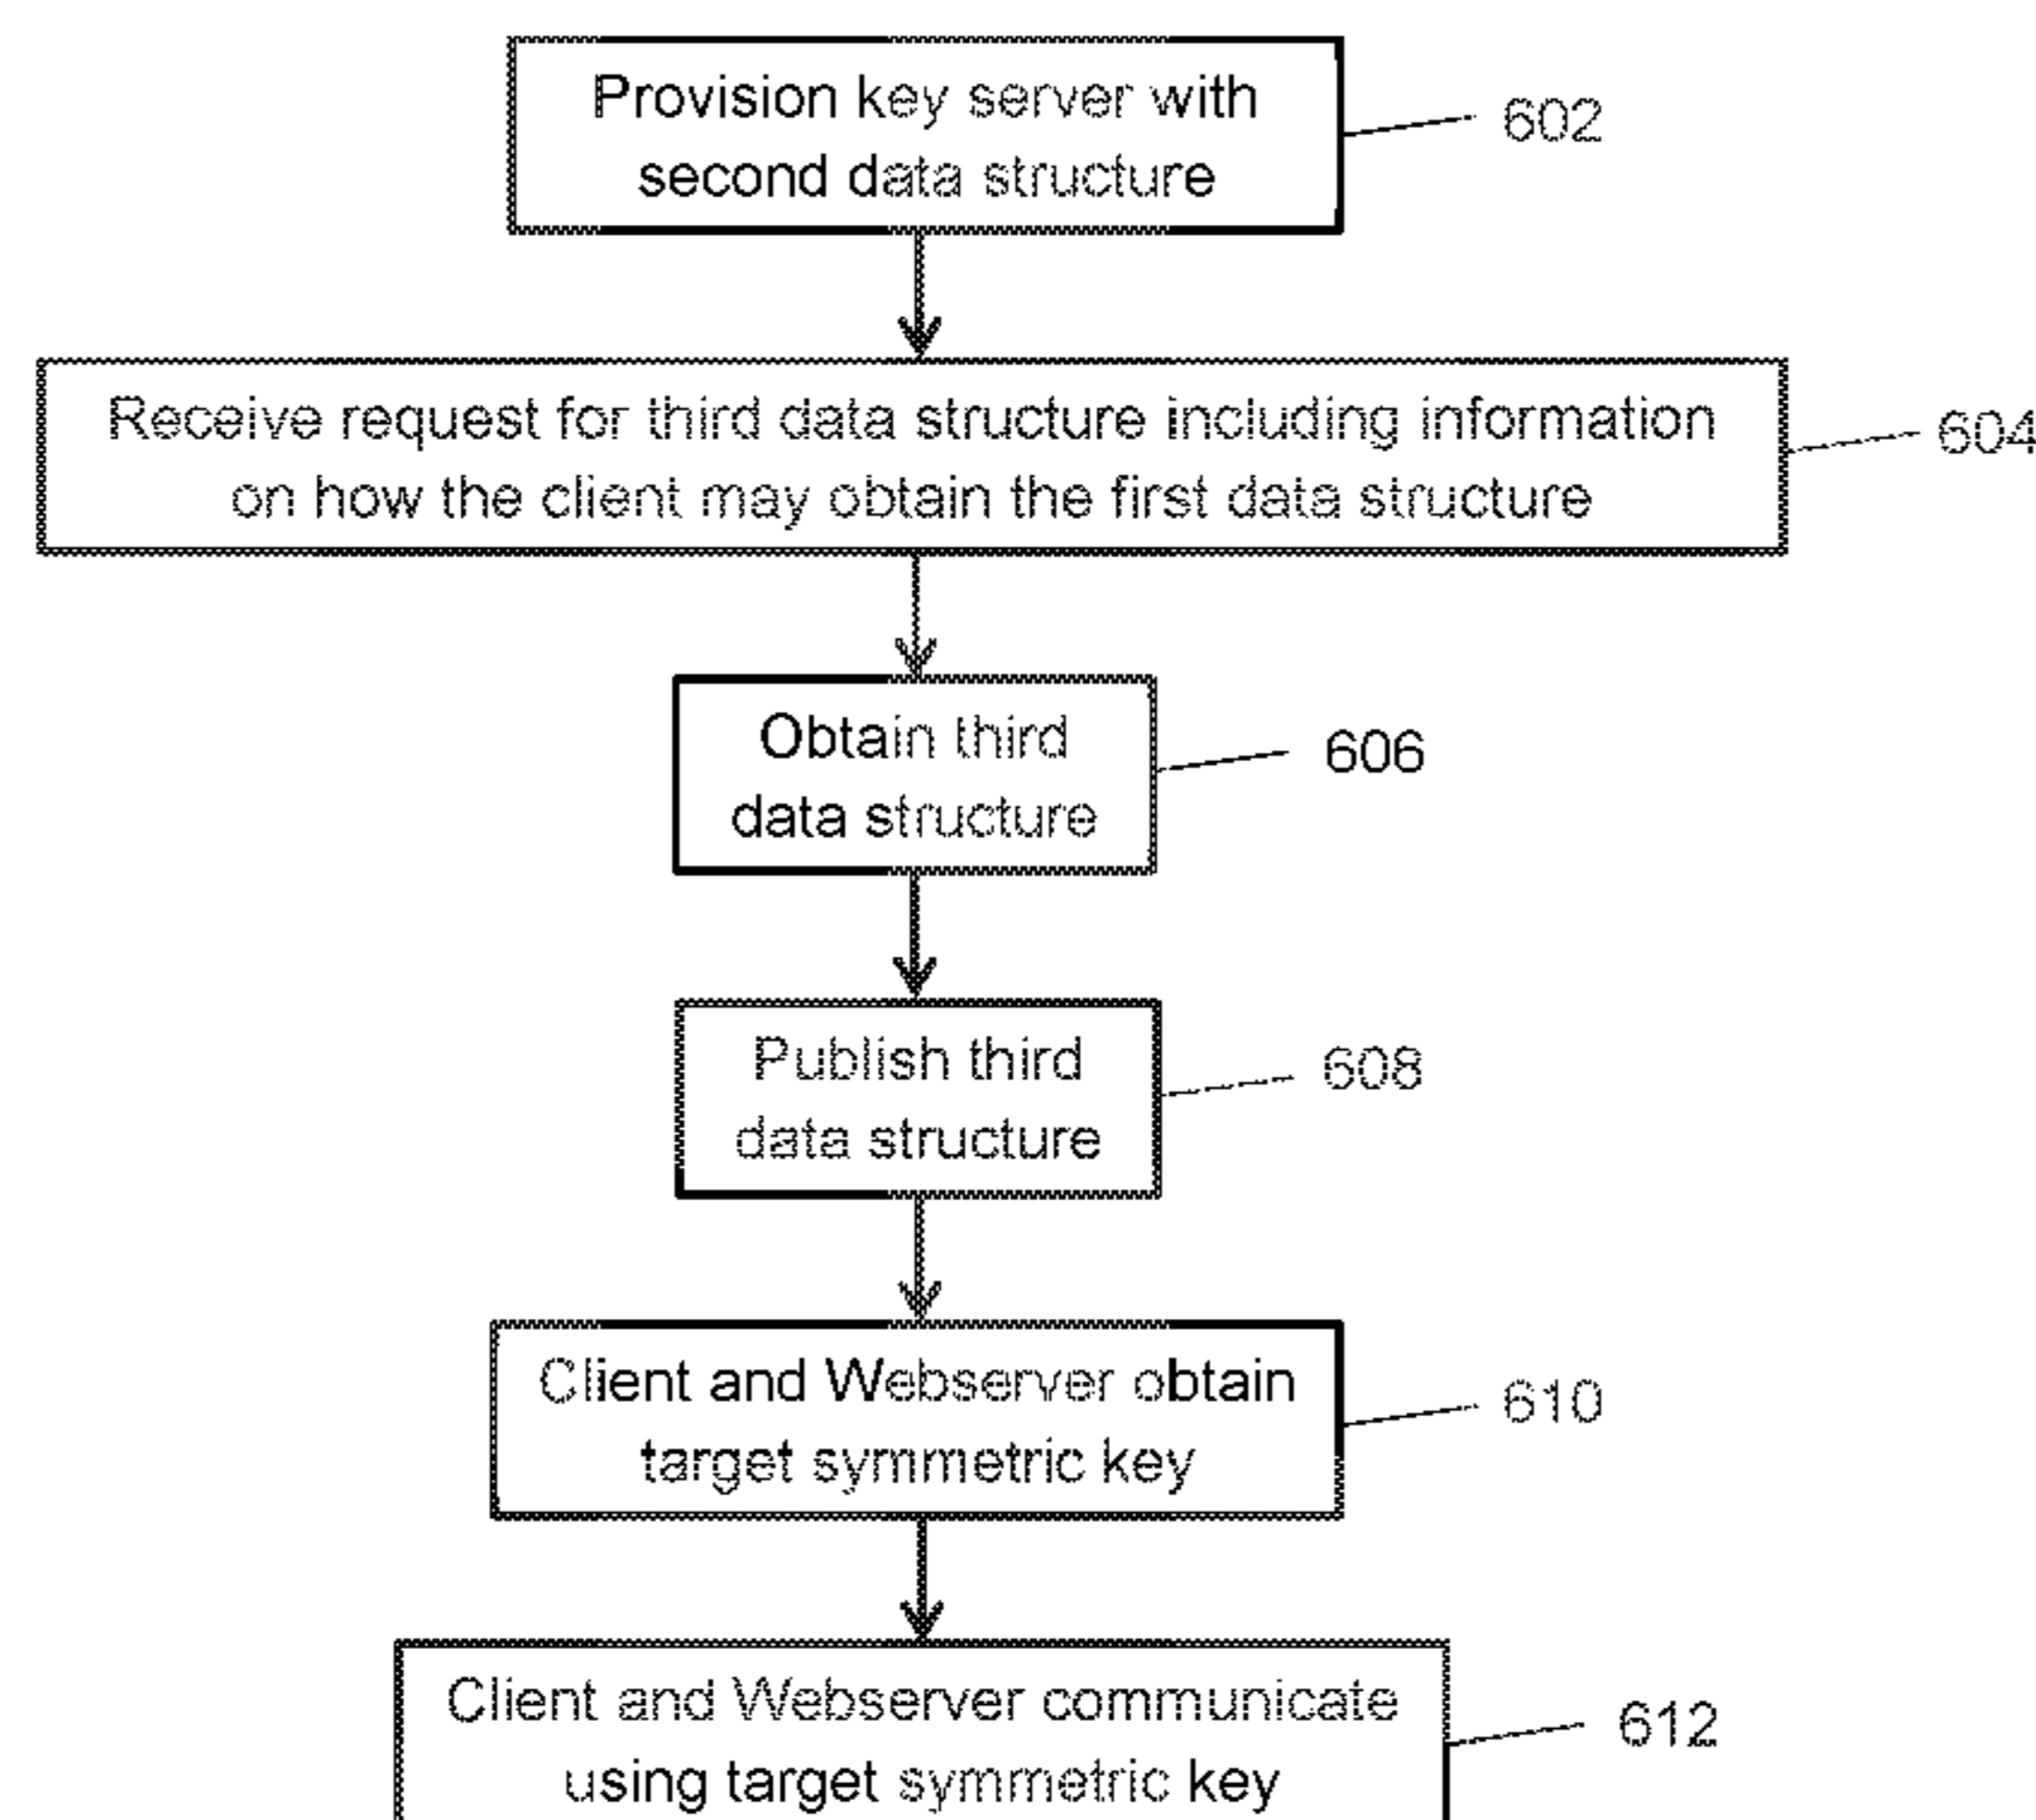 Provision key server with
second data structure
602
Receive request for third data structure including information
on how the client may obtain the first data structure
604
Obtain third
data structure
606
Publish third
data structure
608
Client and Webserver obtain
target symmetric key
610
Client and Webserver communicate
using target symmetric key
612